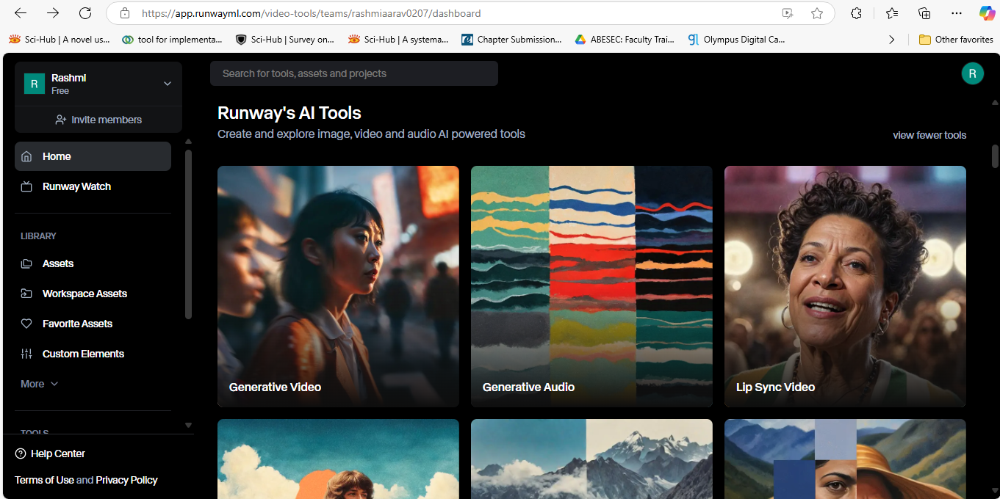 https://app.runwayml.com/video-tools/teams/rashmiaarav0207/dashboard
Sci-Hub | A novel us...
tool for implementa...
Sci-Hub | Survey on...
Sci-Hub | A systema...
Chapter Submission...
ABESEC: Faculty Trai...
Olympus Digital Ca...
Other favorites
R
Rashmi
Free
Invite members
Home
Runway Watch
LIBRARY
Assets
Workspace Assets
Favorite Assets
Custom Elements
More
TOOLS
Help Center
Terms of Use and Privacy Policy
Search for tools, assets and projects
R
Runway's AI Tools
Create and explore image, video and audio AI powered tools
view fewer tools
Generative Video
Generative Audio
Lip Sync Video